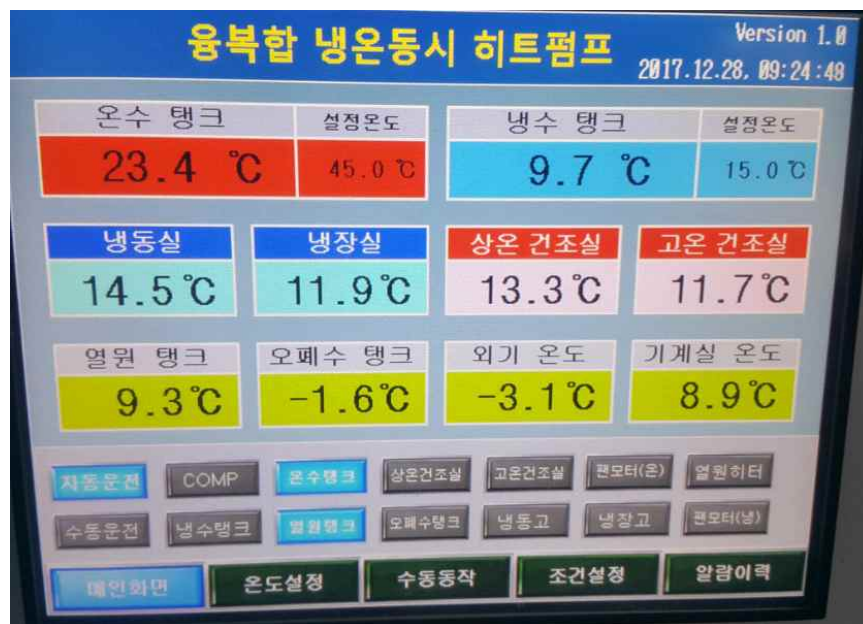 융복합 냉온동시 히트펌프
Version 1.0
2017.12.28, 09:24:48
온수 탱크 설정온도 냉수 탱크 설정온도
23.4 ℃ 45.0 ℃ 9.7 ℃ 15.0 ℃
냉동실 냉장실 상온 건조실 고온 건조실
14.5℃ 11.9℃ 13.3℃ 11.7℃
열원 탱크 오폐수 탱크 외기 온도 기계실 온도
9.3℃ -1.6℃ -3.1℃ 8.9℃
자동운전 COMP 온수탱크 상온건조실 고온건조실 팬모터(온) 열원히터
수동운전 냉수탱크 열원탱크 오폐수탱크 냉동고 냉장고 팬모터(냉)
메인화면 온도설정 수동동작 조건설정 알람이력